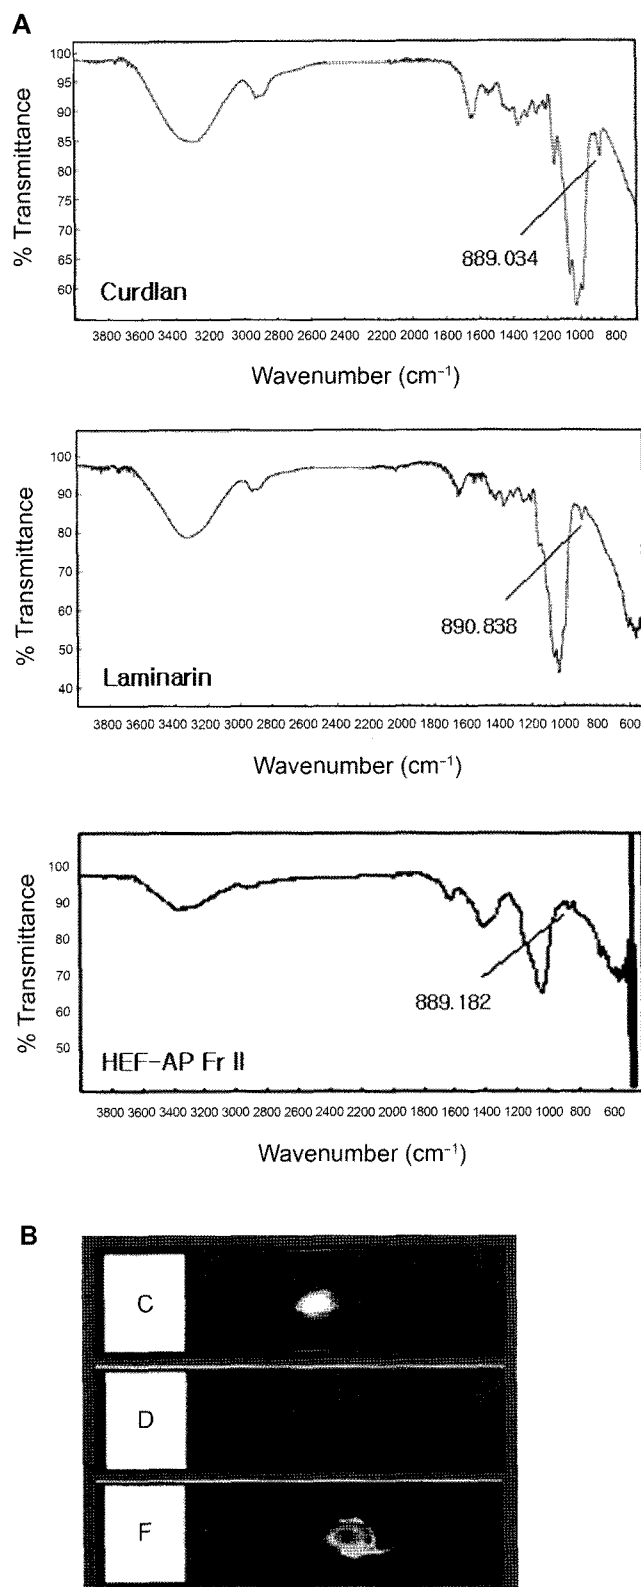 A
100
95
90
85
80
75
70
65
60
% Transmittance
889.034
Curdlan
3800 3600 3400 3200 3000 2800 2600 2400 2200 2000 1800 1600 1400 1200 1000 800
Wavenumber (cm⁻¹)
100
90
80
70
60
50
40
% Transmittance
890.838
Laminarin
3800 3600 3400 3200 3000 2800 2600 2400 2200 2000 1800 1600 1400 1200 1000 800 600
Wavenumber (cm⁻¹)
100
90
80
70
60
50
% Transmittance
889.182
HEF-AP Fr II
3800 3600 3400 3200 3000 2800 2600 2400 2200 2000 1800 1600 1400 1200 1000 800 600
Wavenumber (cm⁻¹)
B
C
D
F